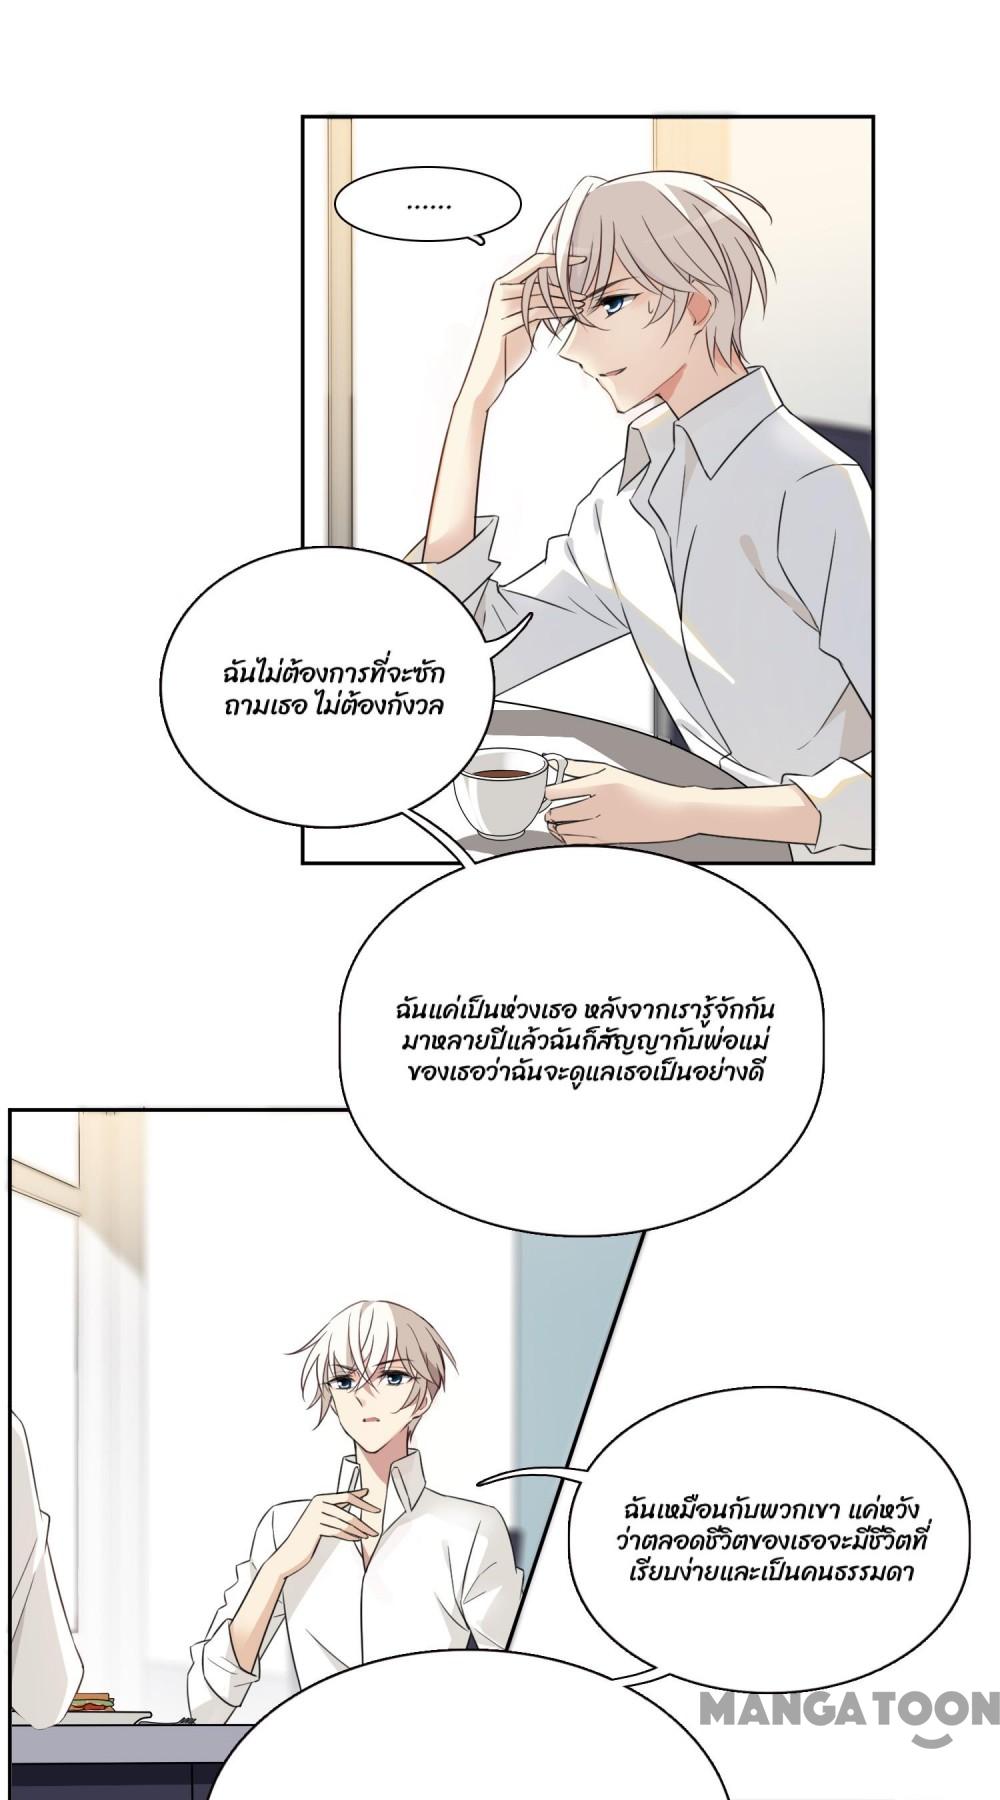 ......
ฉันไม่ต้องการที่จะซัก
ถามเธอ ไม่ต้องกังวล
ฉันแค่เป็นห่วงเธอ หลังจากเรารู้จักกัน
มาหลายปีแล้วฉันก็สัญญากับพ่อแม่
ของเธอว่าฉันจะดูแลเธอเป็นอย่างดี
ฉันเหมือนกับพวกเขา แค่หวัง
ว่าตลอดชีวิตของเธอจะมีชีวิตที่
เรียบง่ายและเป็นคนธรรมดา
MANGATOON